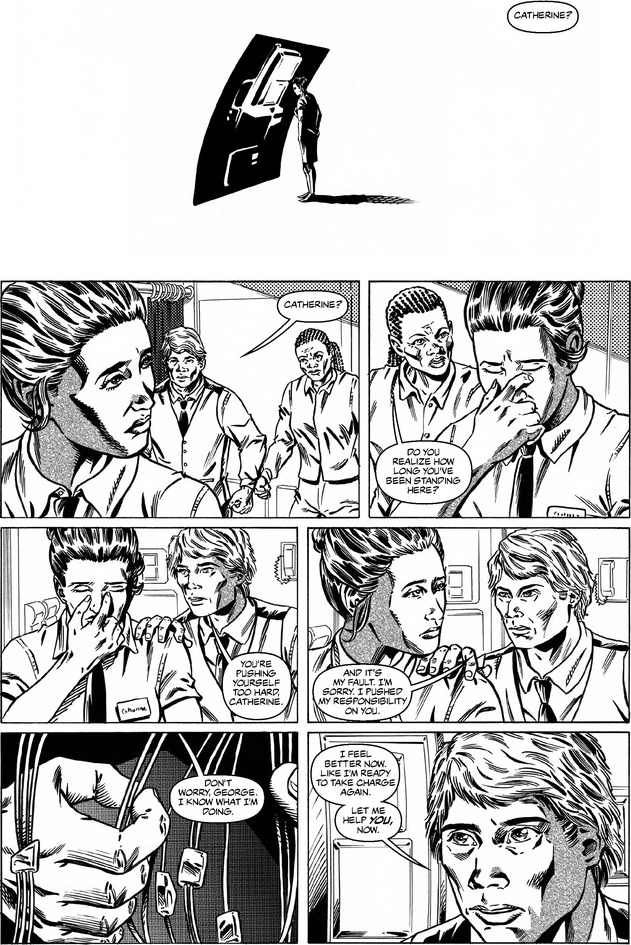 CATHERINE?
CATHERINE?
DO YOU
REALIZE HOW
LONG YOU'VE
BEEN STANDING
HERE?
YOU'RE
PUSHING
YOURSELF
TOO HARD,
CATHERINE.
Catherine
AND IT'S
MY FAULT. I'M
SORRY. I PUSHED
MY RESPONSIBILITY
ON YOU.
DON'T
WORRY, GEORGE.
I KNOW WHAT I'M
DOING.
I FEEL
BETTER NOW.
LIKE I'M READY
TO TAKE CHARGE
AGAIN.
LET ME
HELP YOU,
NOW.